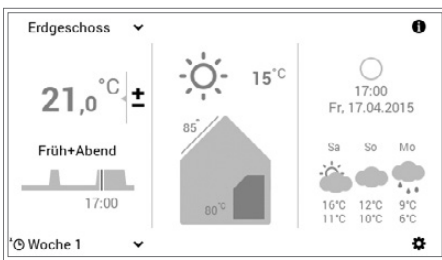 Erdgeschoss
21,0 °C ±
Früh+Abend
17:00
Woche 1
15°C
85°
80°C
17:00
Fr, 17.04.2015
Sa So Mo
16°C 12°C 9°C
11°C 10°C 6°C